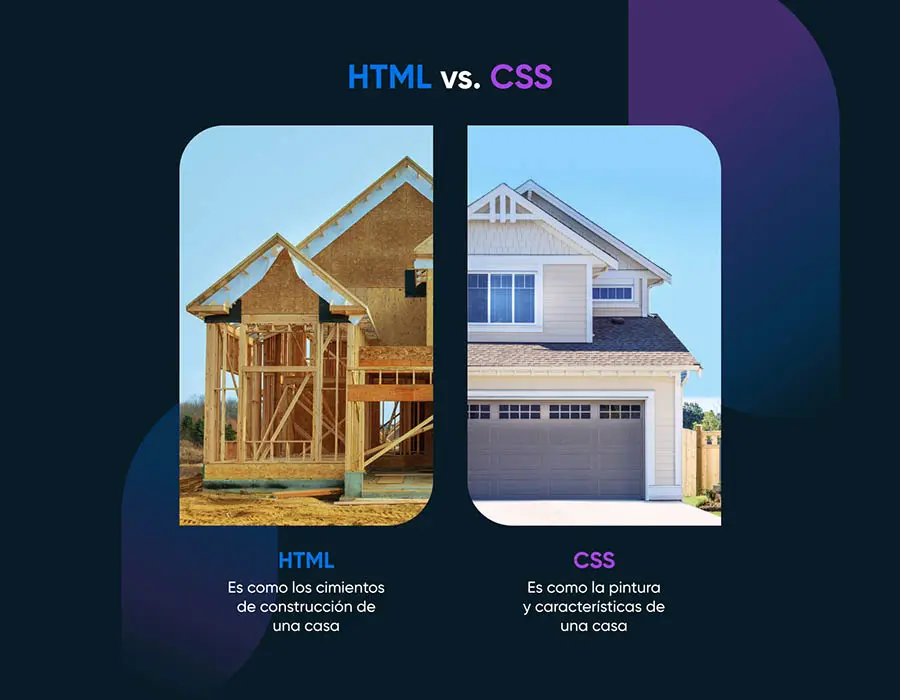 HTML vs. CSS
HTML
Es como los cimientos
de construcción de
una casa
CSS
Es como la pintura
y características de
una casa